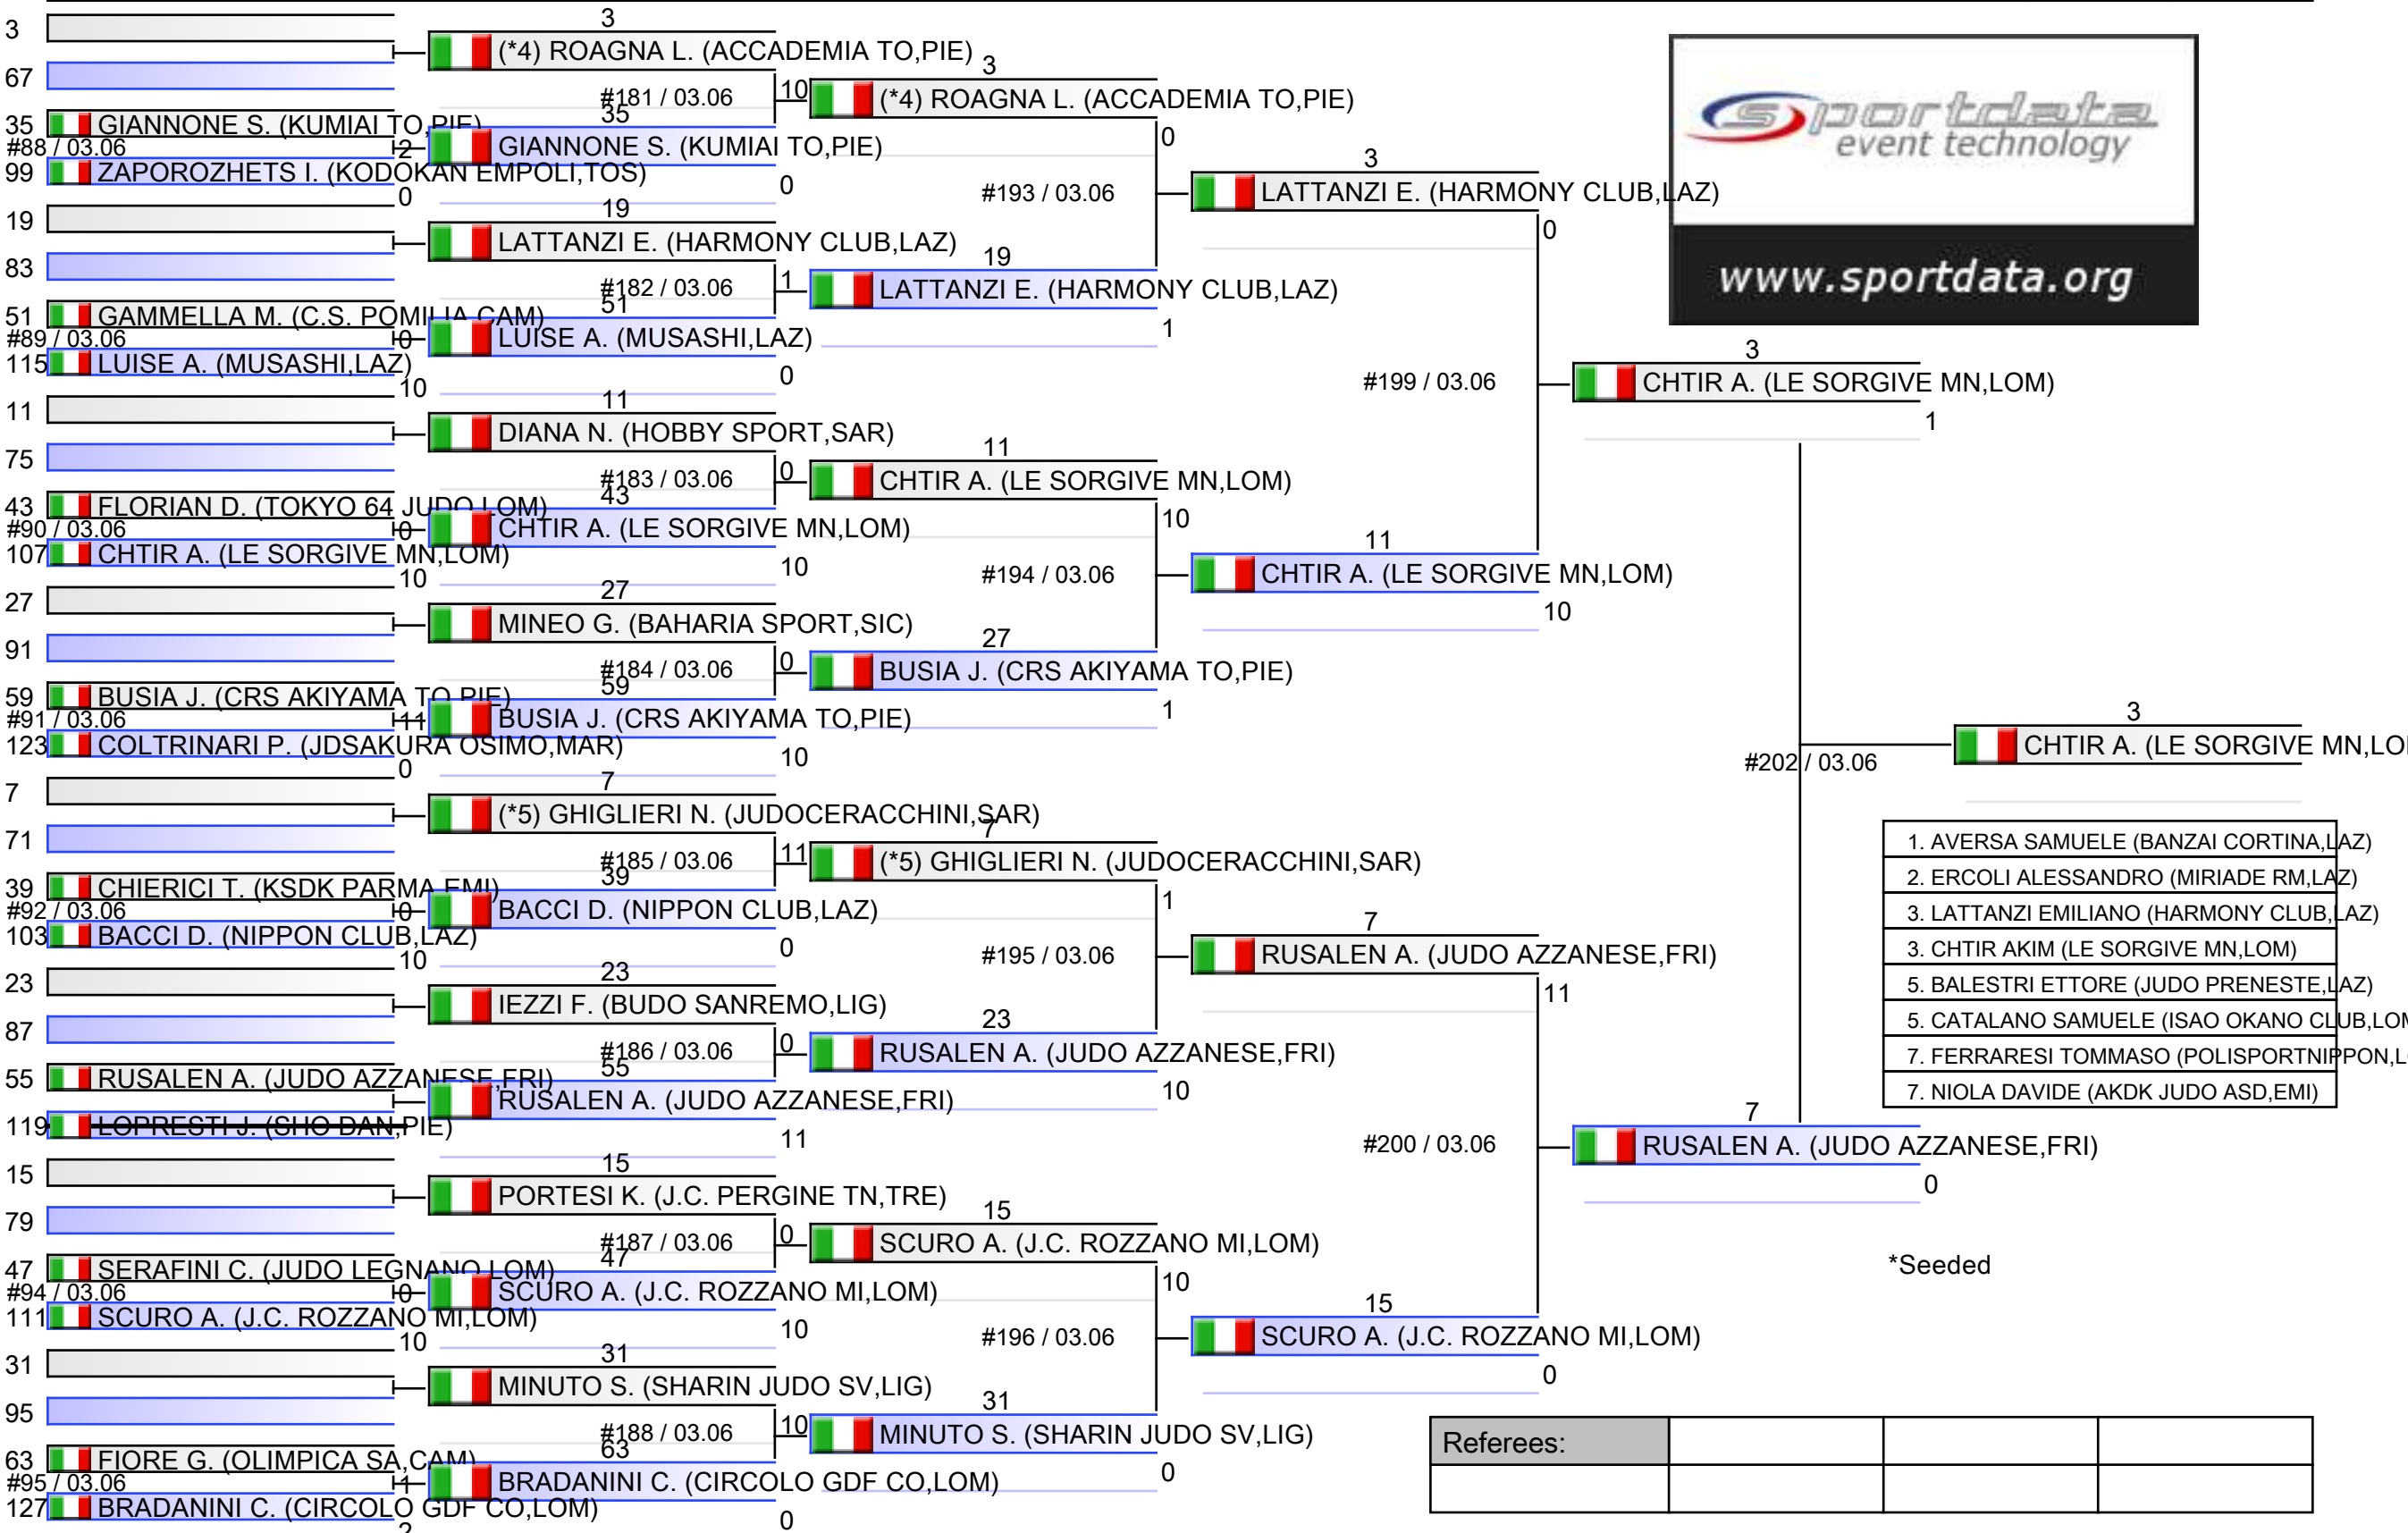 3
67
35 GIANNONE S. (KUMIAI TO,PIE)
#88 / 03.06 2
99 ZAPOROZHETS I. (KODOKAN EMPOLI,TOS)
0
19
83
51 GAMMELLA M. (C.S. POMILIA,CAM)
#89 / 03.06 0
115 LUISE A. (MUSASHI,LAZ)
10
11
75
43 FLORIAN D. (TOKYO 64 JUDO,LOM)
#90 / 03.06 0
107 CHTIR A. (LE SORGIVE MN,LOM)
10
27
91
59 BUSIA J. (CRS AKIYAMA TO,PIE)
#91 / 03.06 11
123 COLTRINARI P. (JDSAKURA OSIMO,MAR)
0
7
71
39 CHIERICI T. (KSDK PARMA,EMI)
#92 / 03.06 0
103 BACCI D. (NIPPON CLUB,LAZ)
10
23
87
55 RUSALEN A. (JUDO AZZANESE,FRI)
119 LOPRESTI J. (SHO DAN,PIE)
15
79
47 SERAFINI C. (JUDO LEGNANO,LOM)
#94 / 03.06 0
111 SCURO A. (J.C. ROZZANO MI,LOM)
10
31
95
63 FIORE G. (OLIMPICA SA,CAM)
#95 / 03.06 1
127 BRADANINI C. (CIRCOLO GDF CO,LOM)
2
3
(*4) ROAGNA L. (ACCADEMIA TO,PIE)
#181 / 03.06 10
35
GIANNONE S. (KUMIAI TO,PIE)
0
19
LATTANZI E. (HARMONY CLUB,LAZ)
#182 / 03.06 1
51
LUISE A. (MUSASHI,LAZ)
0
11
DIANA N. (HOBBY SPORT,SAR)
#183 / 03.06 0
43
CHTIR A. (LE SORGIVE MN,LOM)
10
27
MINEO G. (BAHARIA SPORT,SIC)
#184 / 03.06 0
59
BUSIA J. (CRS AKIYAMA TO,PIE)
10
7
(*5) GHIGLIERI N. (JUDOCERACCHINI,SAR)
#185 / 03.06 11
39
BACCI D. (NIPPON CLUB,LAZ)
0
23
IEZZI F. (BUDO SANREMO,LIG)
#186 / 03.06 0
55
RUSALEN A. (JUDO AZZANESE,FRI)
11
15
PORTESI K. (J.C. PERGINE TN,TRE)
#187 / 03.06 0
47
SCURO A. (J.C. ROZZANO MI,LOM)
10
31
MINUTO S. (SHARIN JUDO SV,LIG)
#188 / 03.06 10
63
BRADANINI C. (CIRCOLO GDF CO,LOM)
0
3
(*4) ROAGNA L. (ACCADEMIA TO,PIE)
0
#193 / 03.06
19
LATTANZI E. (HARMONY CLUB,LAZ)
1
11
CHTIR A. (LE SORGIVE MN,LOM)
10
#194 / 03.06
27
BUSIA J. (CRS AKIYAMA TO,PIE)
1
7
(*5) GHIGLIERI N. (JUDOCERACCHINI,SAR)
1
#195 / 03.06
23
RUSALEN A. (JUDO AZZANESE,FRI)
10
15
SCURO A. (J.C. ROZZANO MI,LOM)
10
#196 / 03.06
31
MINUTO S. (SHARIN JUDO SV,LIG)
0
3
LATTANZI E. (HARMONY CLUB,LAZ)
0
#199 / 03.06
11
CHTIR A. (LE SORGIVE MN,LOM)
10
7
RUSALEN A. (JUDO AZZANESE,FRI)
11
#200 / 03.06
15
SCURO A. (J.C. ROZZANO MI,LOM)
0
sportdata
event technology
www.sportdata.org
3
CHTIR A. (LE SORGIVE MN,LOM)
1
#202 / 03.06
7
RUSALEN A. (JUDO AZZANESE,FRI)
0
3
CHTIR A. (LE SORGIVE MN,LO
1. AVERSA SAMUELE (BANZAI CORTINA,LAZ)
2. ERCOLI ALESSANDRO (MIRIADE RM,LAZ)
3. LATTANZI EMILIANO (HARMONY CLUB,LAZ)
3. CHTIR AKIM (LE SORGIVE MN,LOM)
5. BALESTRI ETTORE (JUDO PRENESTE,LAZ)
5. CATALANO SAMUELE (ISAO OKANO CLUB,LOM
7. FERRARESI TOMMASO (POLISPORTNIPPON,L
7. NIOLA DAVIDE (AKDK JUDO ASD,EMI)
*Seeded
Referees: